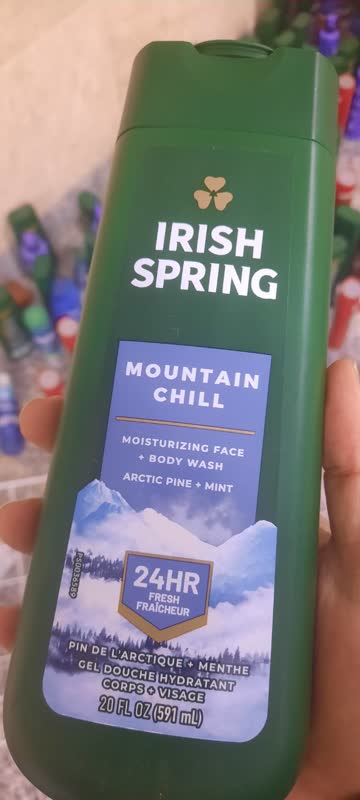 IRISH
SPRING
MOUNTAIN
CHILL
MOISTURIZING FACE
+ BODY WASH
ARCTIC PINE + MINT
24HR
FRESH
FRAÎCHEUR
PIN DE L'ARCTIQUE + MENTHE
GEL DOUCHE HYDRATANT
CORPS + VISAGE
20 FL OZ (591 mL)